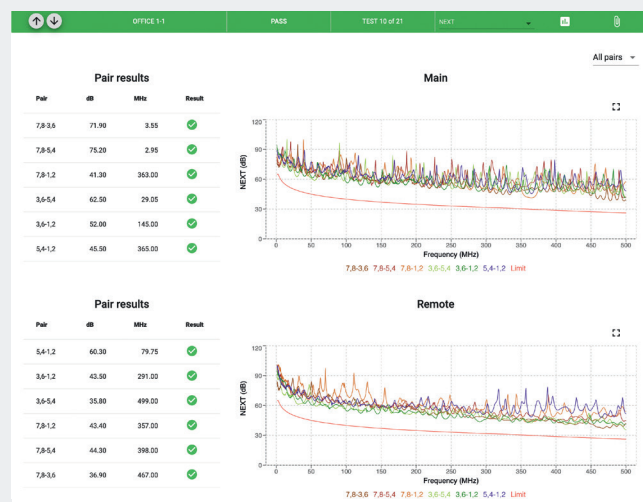 OFFICE 1-1 PASS TEST 10 of 21 NEXT
All pairs
Pair results
Pair dB MHz Result
7,8-3,6 71.90 3.55
7,8-5,4 75.20 2.95
7,8-1,2 41.30 363.00
3,6-5,4 62.50 29.05
3,6-1,2 52.00 145.00
5,4-1,2 45.50 365.00
Main
NEXT (dB)
120
90
60
30
0
0 50 100 150 200 250 300 350 400 450 500
Frequency (MHz)
7,8-3,6 7,8-5,4 7,8-1,2 3,6-5,4 3,6-1,2 5,4-1,2 Limit
Pair results
Pair dB MHz Result
5,4-1,2 60.30 79.75
3,6-1,2 43.50 291.00
3,6-5,4 35.80 499.00
7,8-1,2 43.40 357.00
7,8-5,4 44.30 398.00
7,8-3,6 36.90 467.00
Remote
NEXT (dB)
120
90
60
30
0
0 50 100 150 200 250 300 350 400 450 500
Frequency (MHz)
7,8-3,6 7,8-5,4 7,8-1,2 3,6-5,4 3,6-1,2 5,4-1,2 Limit